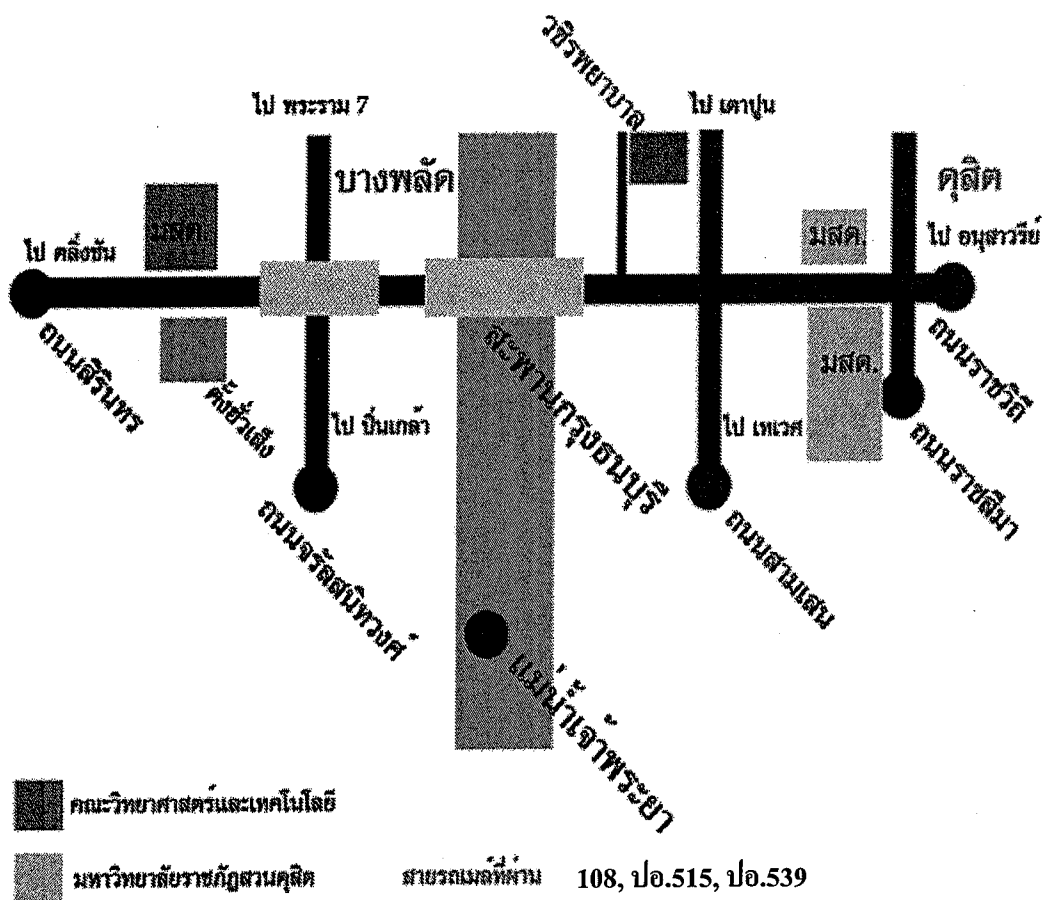 วชิรพยาบาล
ไป พระราม 7
ไป เตาปูน
บางพลัด
ดุสิต
มสด.
มสด.
ไป ตลิ่งชัน
ไป อนุสาวรีย์
ถนนสิรินทร
ตั้งฮั่วเส็ง
สะพานกรุงธนบุรี
มสด.
ถนนราชวิถี
ไป ปิ่นเกล้า
ไป เทเวศ
ถนนราชสีมา
ถนนจรัลสนิทวงศ์
ถนนสามเสน
แม่น้ำเจ้าพระยา
คณะวิทยาศาสตร์และเทคโนโลยี
มหาวิทยาลัยราชภัฏสวนดุสิต
สายรถเมล์ที่ผ่าน 108, ปอ.515, ปอ.539